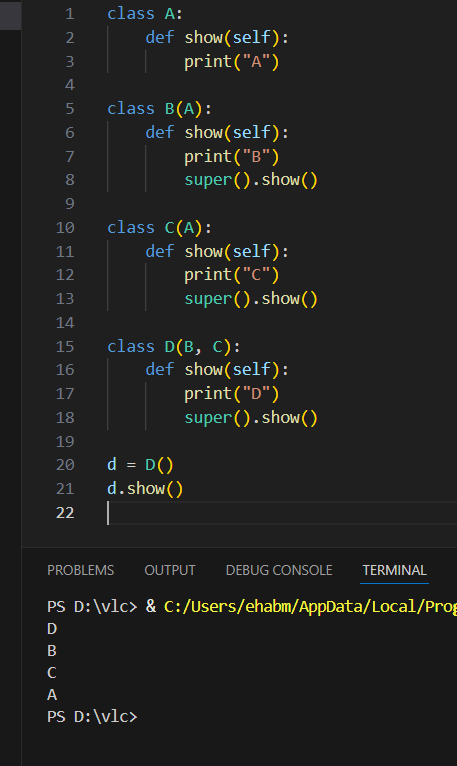 1 class A:
2     def show(self):
3         print("A")
4
5 class B(A):
6     def show(self):
7         print("B")
8         super().show()
9
10 class C(A):
11     def show(self):
12         print("C")
13         super().show()
14
15 class D(B, C):
16     def show(self):
17         print("D")
18         super().show()
19
20 d = D()
21 d.show()
22
PROBLEMS OUTPUT DEBUG CONSOLE TERMINAL
PS D:\vlc> & C:/Users/ehabm/AppData/Local/Prog
D
B
C
A
PS D:\vlc>